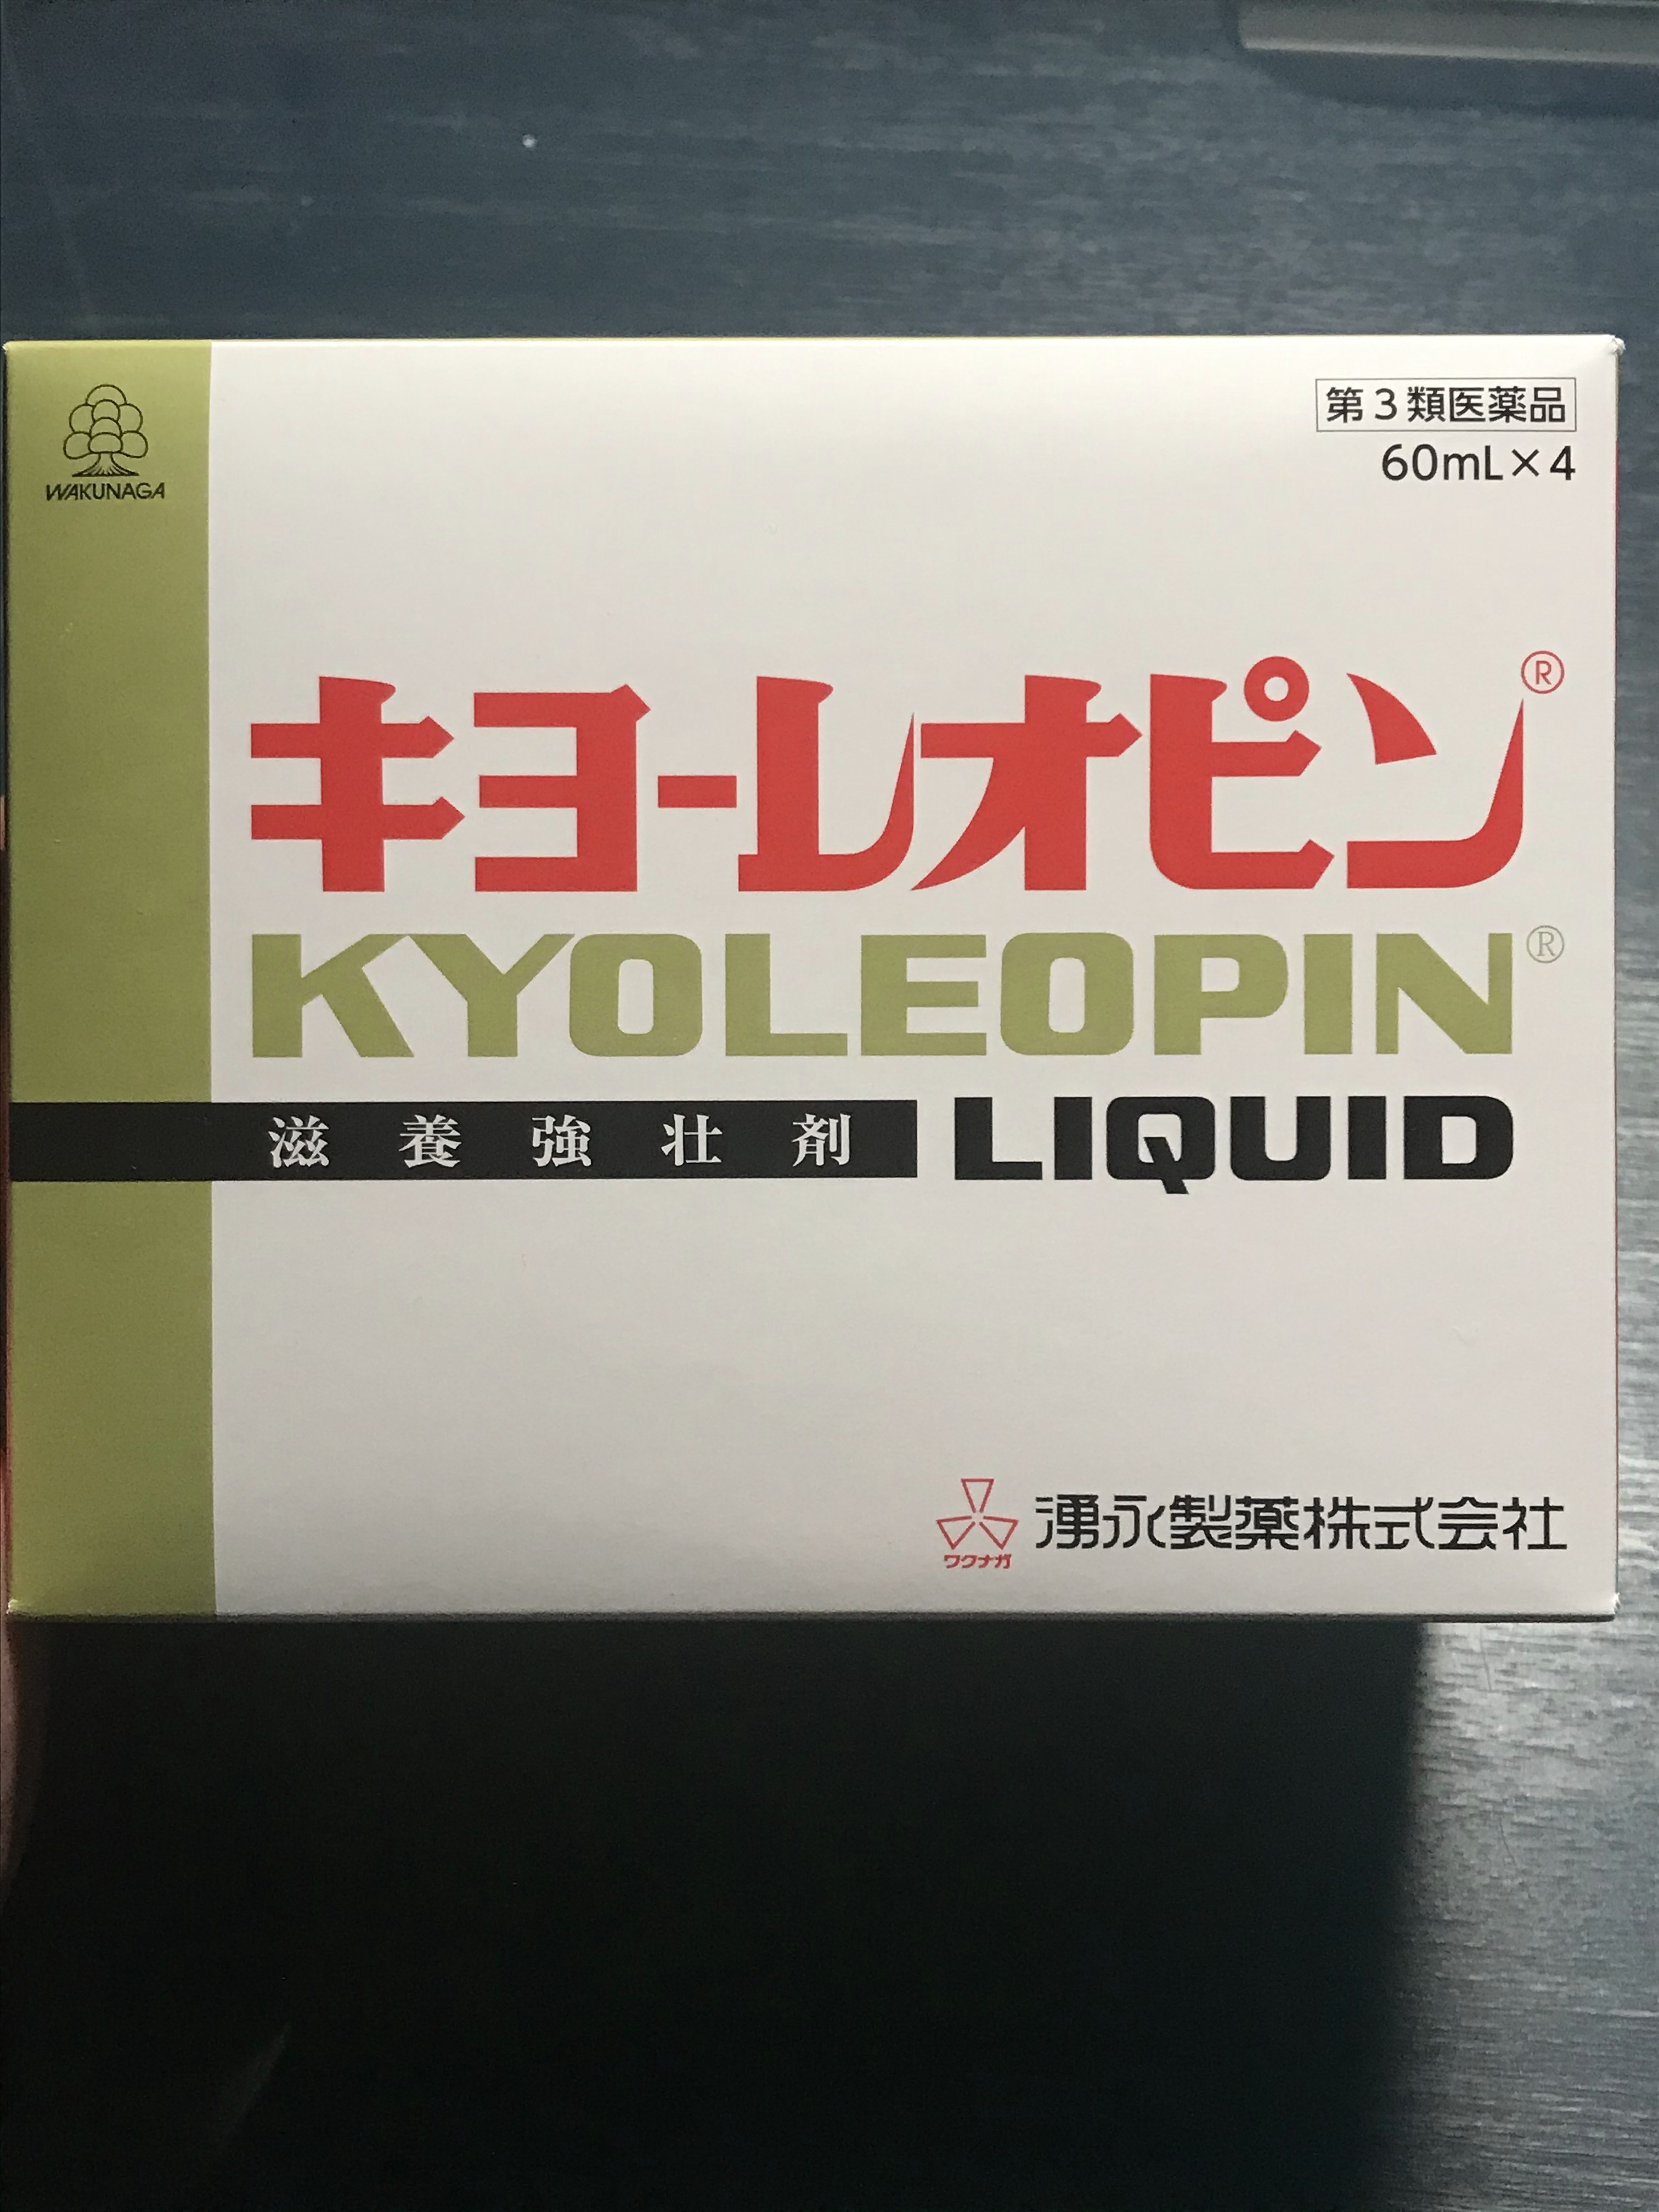 WAKUNAGA
第3類医薬品
60mL×4
キヨーレオピン®
KYOLEOPIN®
滋養強壮剤 LIQUID
ワクナガ
湧永製薬株式会社